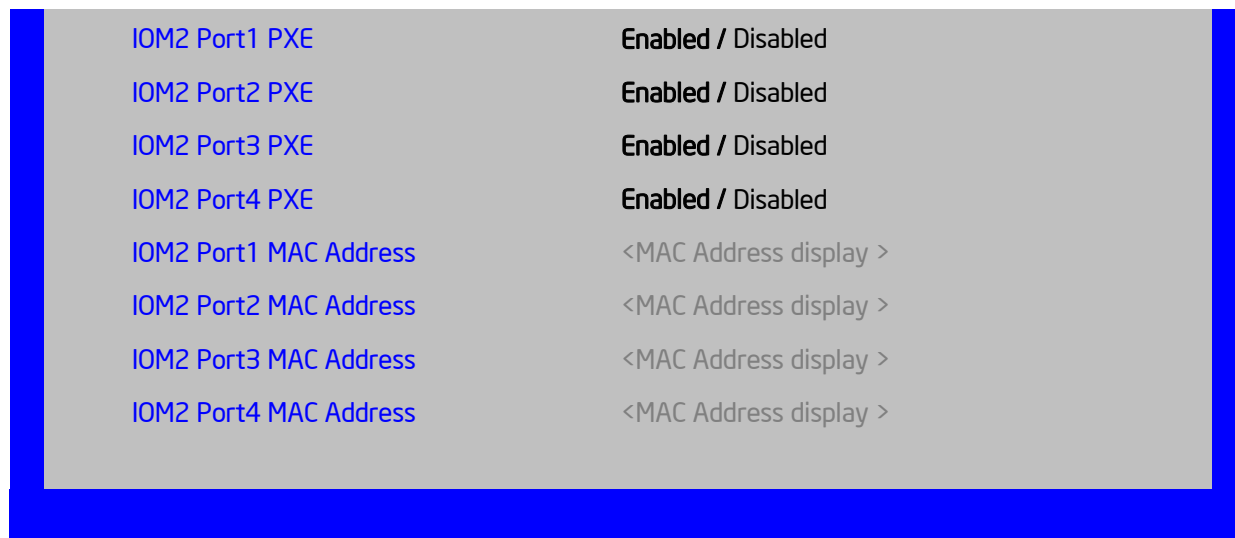 IOM2 Port1 PXE Enabled / Disabled
IOM2 Port2 PXE Enabled / Disabled
IOM2 Port3 PXE Enabled / Disabled
IOM2 Port4 PXE Enabled / Disabled
IOM2 Port1 MAC Address <MAC Address display >
IOM2 Port2 MAC Address <MAC Address display >
IOM2 Port3 MAC Address <MAC Address display >
IOM2 Port4 MAC Address <MAC Address display >